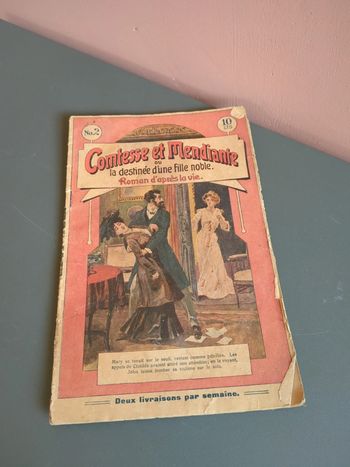 No. 2
10 cts
Comtesse et Mendiante
ou
la destinée d'une fille noble.
Roman d'après la vie.
Mary se tenait sur le seuil, restant comme pétrifiée. Les
appels de Clotilde avaient attiré son attention; en la voyant,
John laissa tomber sa victime sur le sofa.
Deux livraisons par semaine.